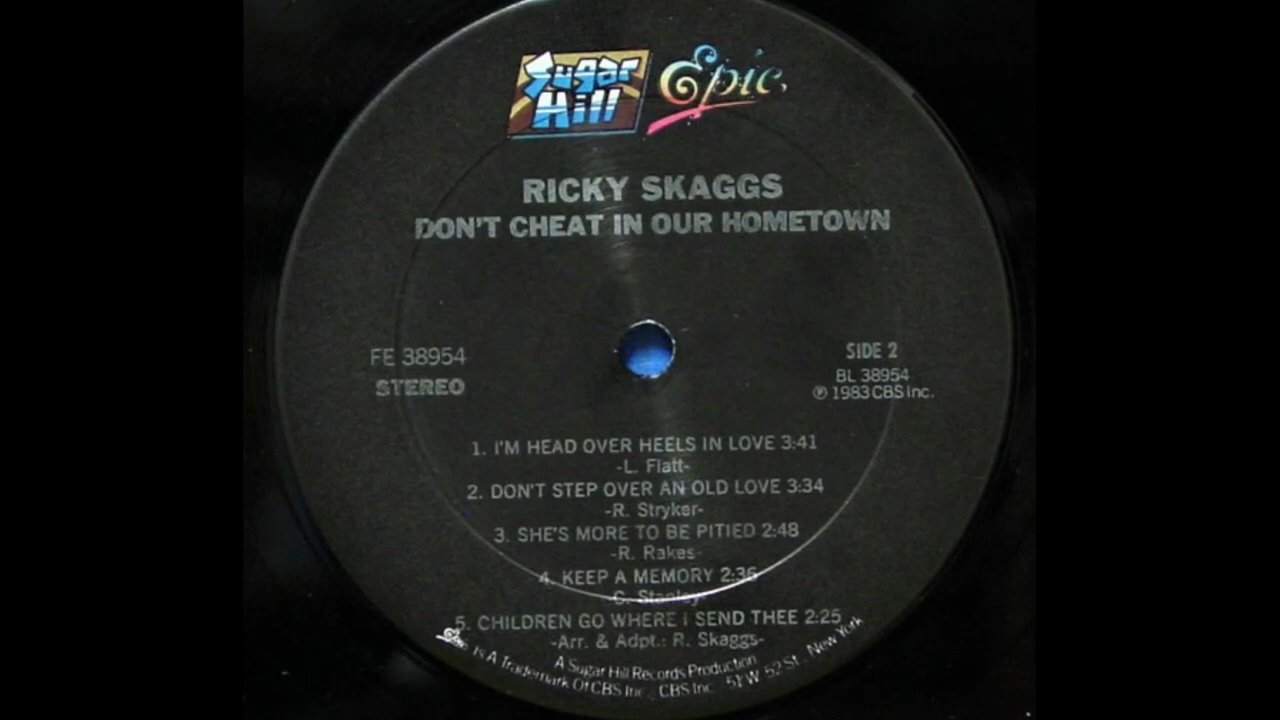 Sugar Hill Epic
RICKY SKAGGS
DON'T CHEAT IN OUR HOMETOWN
FE 38954
STEREO
SIDE 2
BL 38954
℗ 1983 CBS Inc.
1. I'M HEAD OVER HEELS IN LOVE 3:41
-L. Flatt-
2. DON'T STEP OVER AN OLD LOVE 3:34
-R. Stryker-
3. SHE'S MORE TO BE PITIED 2:48
-R. Rakes-
4. KEEP A MEMORY 2:36
-C. Stanley-
5. CHILDREN GO WHERE I SEND THEE 2:25
-Arr. & Adpt.: R. Skaggs-
A Sugar Hill Records Production
Epic Is A Trademark Of CBS Inc. CBS Inc. 51 W. 52 St., New York